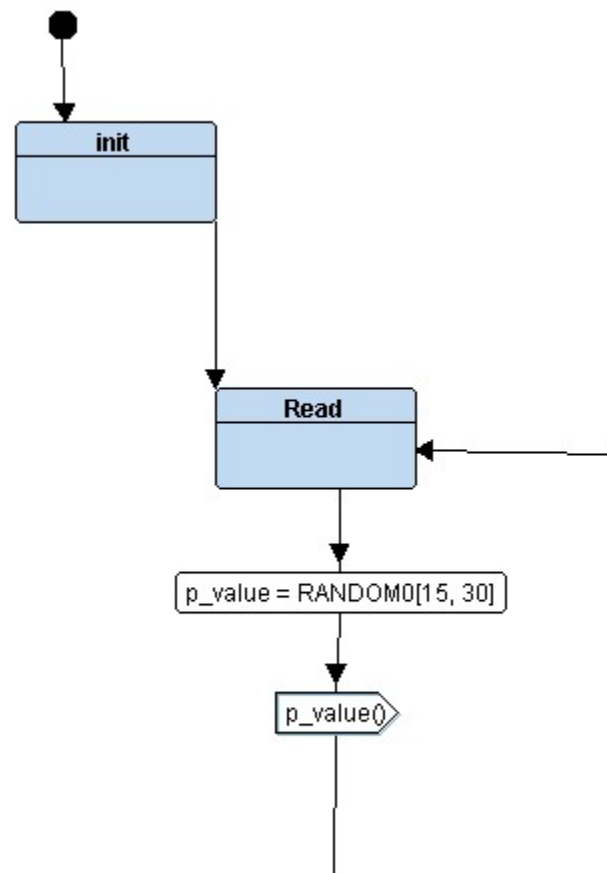 init
Read
p_value = RANDOM0[15, 30]
p_value()